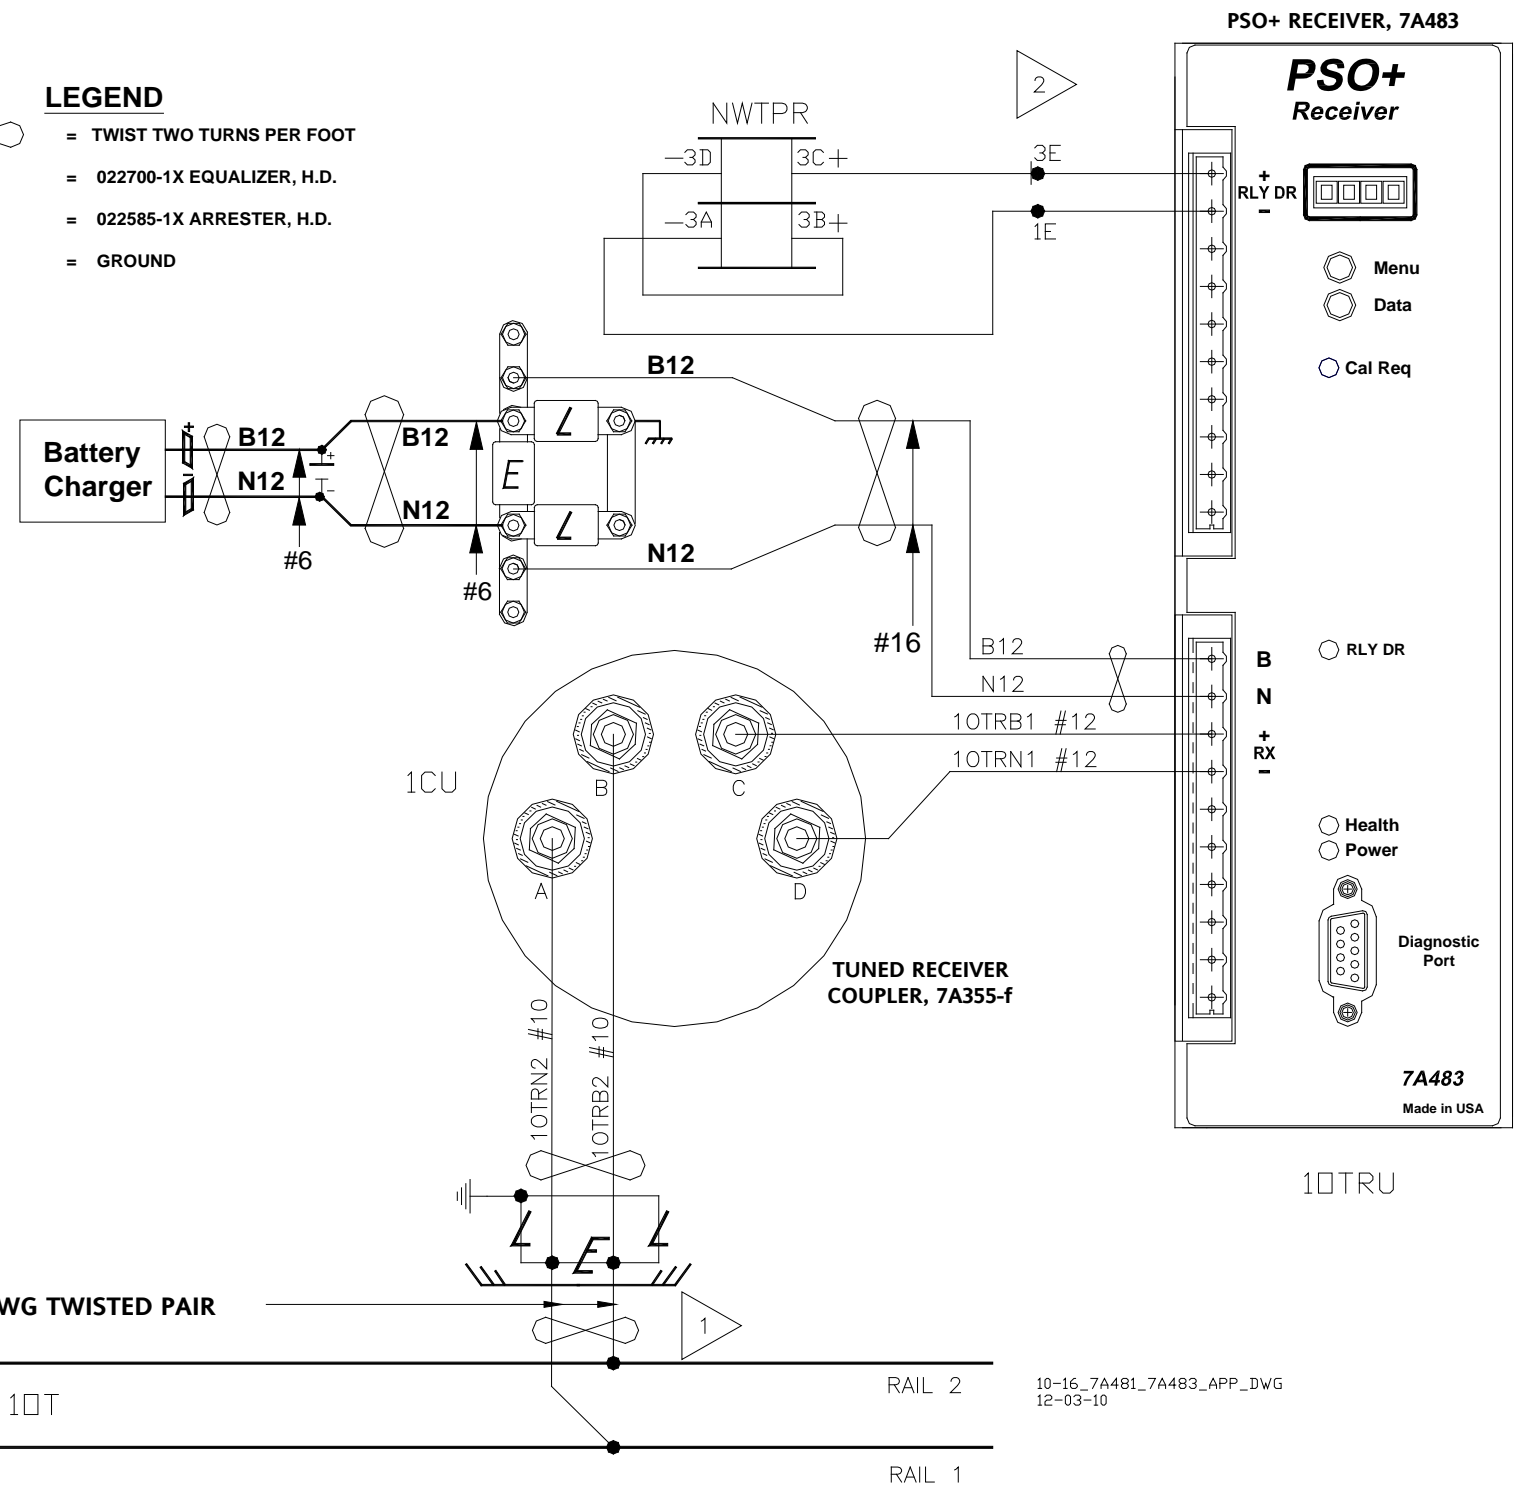 PSO+ RECEIVER, 7A483
PSO+
Receiver
LEGEND
= TWIST TWO TURNS PER FOOT
= 022700-1X EQUALIZER, H.D.
= 022585-1X ARRESTER, H.D.
= GROUND
2
NWTPR
−3D 3C+
−3A 3B+
3E
1E
+
RLY DR
−
Menu
Data
Cal Req
Battery
Charger
+
−
B12
N12
+
−
#6
B12
N12
#6
L
E
L
B12
N12
#16
B12
N12
10TRB1 #12
10TRN1 #12
B
N
+
RX
−
RLY DR
Health
Power
Diagnostic
Port
7A483
Made in USA
1CU
B
C
A
D
TUNED RECEIVER
COUPLER, 7A355-f
10TRN2 #10
10TRB2 #10
10TRU
L
E
L
WG TWISTED PAIR
1
RAIL 2
10T
RAIL 1
10-16_7A481_7A483_APP_DWG
12-03-10